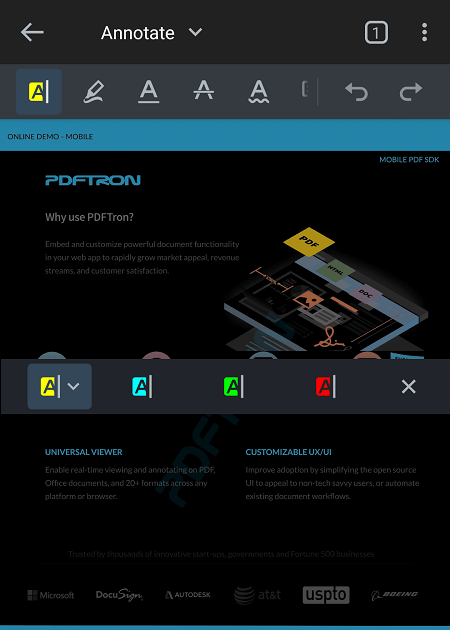 Annotate
1
A
A
A
A
ONLINE DEMO - MOBILE
MOBILE PDF SDK
PDFTRON
Why use PDFTron?
Embed and customize powerful document functionality
in your web app to rapidly grow market appeal, revenue
streams, and customer satisfaction.
PDF
HTML
DOC
A
A
A
A
UNIVERSAL VIEWER
Enable real-time viewing and annotating on PDF,
Office documents, and 20+ formats across any
platform or browser.
CUSTOMIZABLE UX/UI
Improve adoption by simplifying the open source
UI to appeal to non-tech savvy users, or automate
existing document workflows.
Trusted by thousands of innovative start-ups, governments and Fortune 500 businesses
Microsoft
DocuSign
AUTODESK
at&t
uspto
BOEING